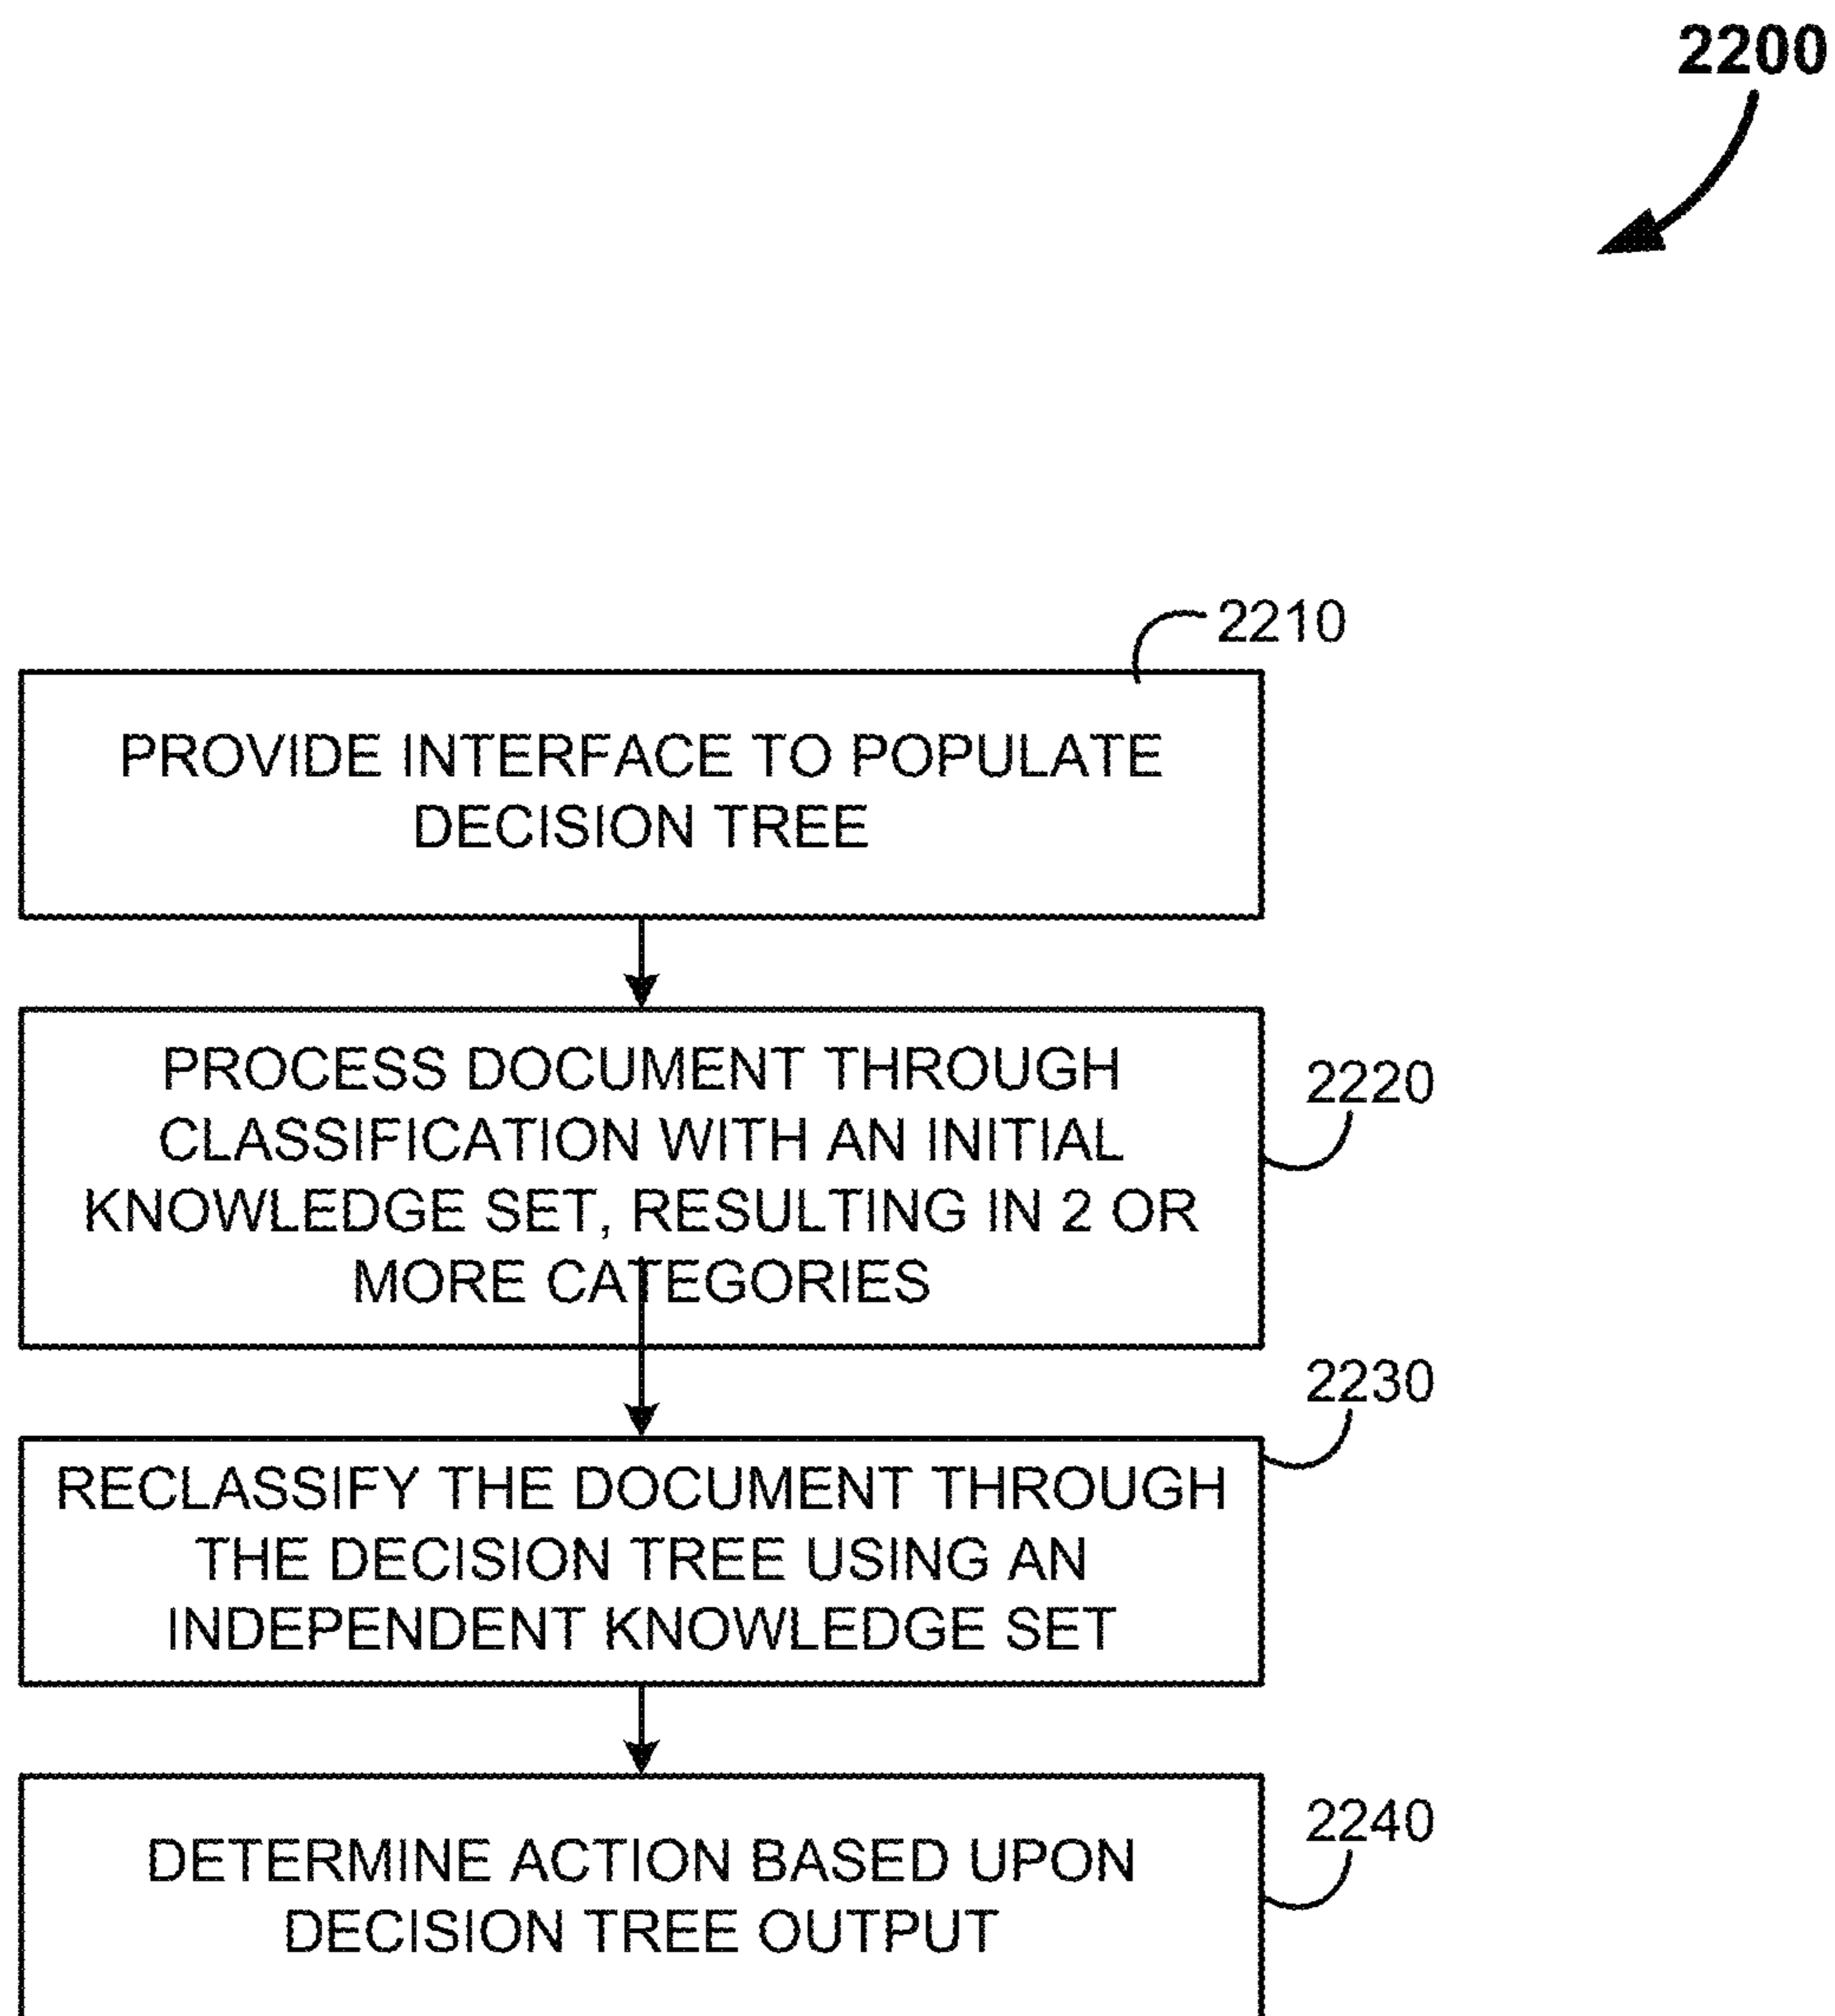 2200
2210
PROVIDE INTERFACE TO POPULATE
DECISION TREE
PROCESS DOCUMENT THROUGH
CLASSIFICATION WITH AN INITIAL
KNOWLEDGE SET, RESULTING IN 2 OR
MORE CATEGORIES
2220
2230
RECLASSIFY THE DOCUMENT THROUGH
THE DECISION TREE USING AN
INDEPENDENT KNOWLEDGE SET
2240
DETERMINE ACTION BASED UPON
DECISION TREE OUTPUT